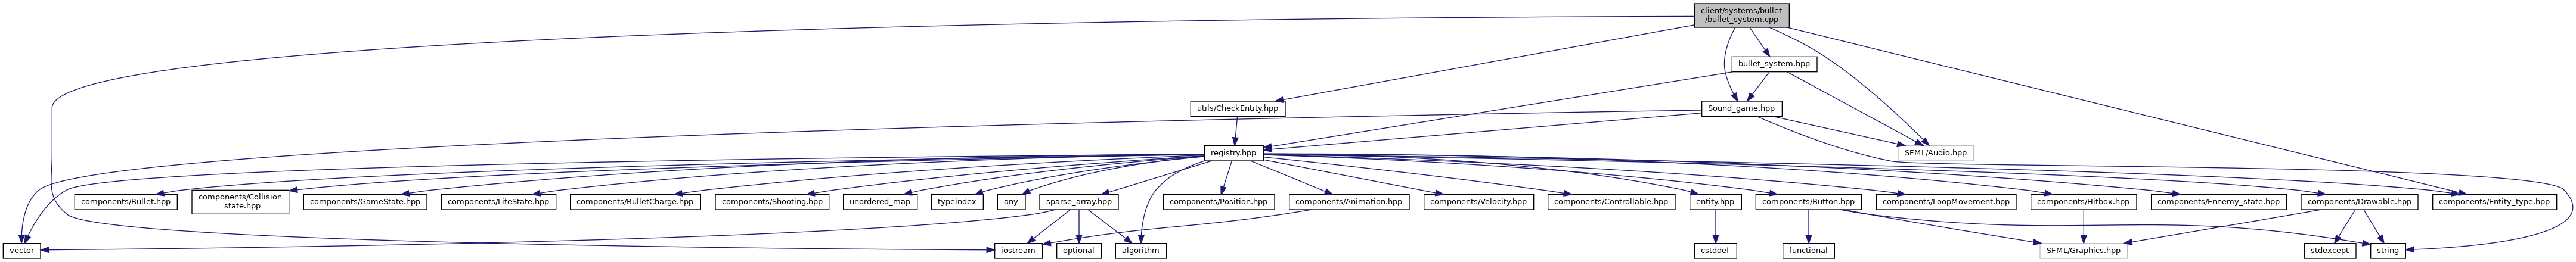 client/systems/bullet
/bullet_system.cpp
bullet_system.hpp
utils/CheckEntity.hpp
Sound_game.hpp
registry.hpp
SFML/Audio.hpp
components/Bullet.hpp
components/Collision
_state.hpp
components/GameState.hpp
components/LifeState.hpp
components/BulletCharge.hpp
components/Shooting.hpp
unordered_map
typeindex
any
sparse_array.hpp
components/Position.hpp
components/Animation.hpp
components/Velocity.hpp
components/Controllable.hpp
entity.hpp
components/Button.hpp
components/LoopMovement.hpp
components/Hitbox.hpp
components/Ennemy_state.hpp
components/Drawable.hpp
components/Entity_type.hpp
vector
iostream
optional
algorithm
cstddef
functional
SFML/Graphics.hpp
stdexcept
string